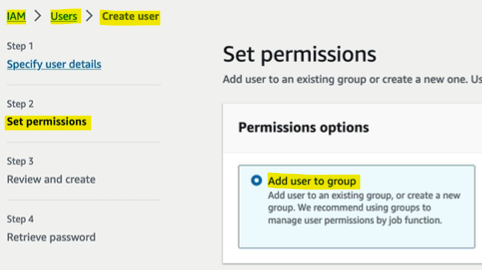 IAM > Users > Create user
Step 1
Specify user details
Step 2
Set permissions
Step 3
Review and create
Step 4
Retrieve password
Set permissions
Add user to an existing group or create a new one. Us
Permissions options
Add user to group
Add user to an existing group, or create a new
group. We recommend using groups to
manage user permissions by job function.